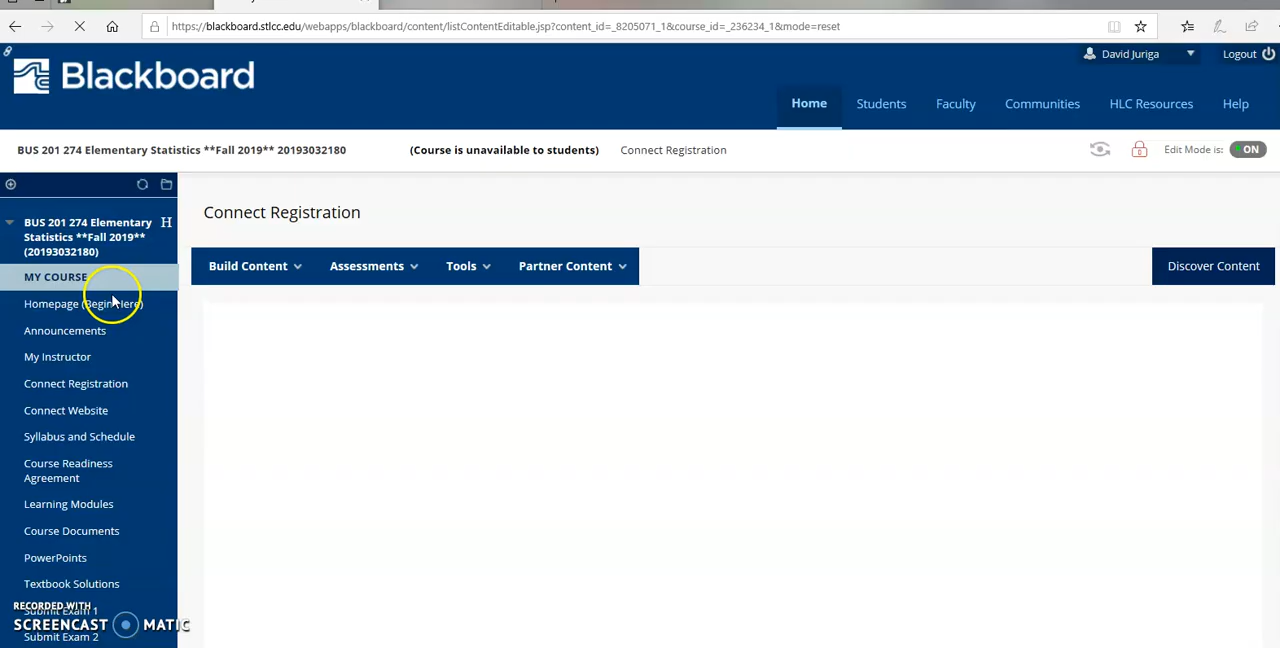 https://blackboard.stlcc.edu/webapps/blackboard/content/listContentEditable.jsp?content_id=_8205071_1&course_id=_236234_1&mode=reset
David Juriga
Logout
Blackboard
Home
Students
Faculty
Communities
HLC Resources
Help
BUS 201 274 Elementary Statistics **Fall 2019** 20193032180
(Course is unavailable to students)
Connect Registration
Edit Mode is:
ON
BUS 201 274 Elementary
Statistics **Fall 2019**
(20193032180)
Connect Registration
Build Content
Assessments
Tools
Partner Content
Discover Content
MY COURSE
Homepage (Begin Here)
Announcements
My Instructor
Connect Registration
Connect Website
Syllabus and Schedule
Course Readiness
Agreement
Learning Modules
Course Documents
PowerPoints
Textbook Solutions
RECORDED WITH
Submit Exam 1
SCREENCAST MATIC
Submit Exam 2